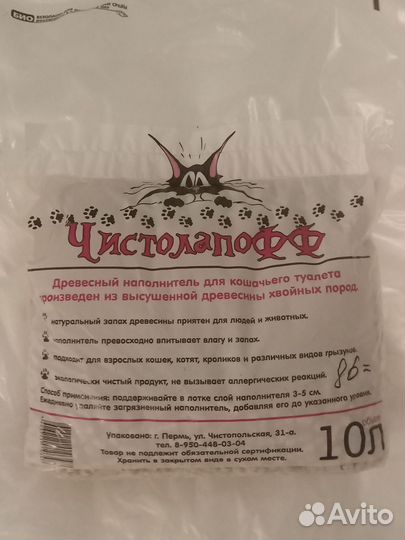 БИО
Чистолапофф
Древесный наполнитель для кошачьего туалета
произведен из высушенной древесины хвойных пород.
натуральный запах древесины приятен для людей и животных.
наполнитель превосходно впитывает влагу и запах.
подходит для взрослых кошек, котят, кроликов и различных видов грызунов.
экологически чистый продукт, не вызывает аллергических реакций.
86=
Способ применения: поддерживайте в лотке слой наполнителя 3-5 см.
Ежедневно удаляйте загрязненный наполнитель, добавляя его до указанного уровня.
Упаковано: г. Пермь, ул. Чистопольская, 31-а.
тел. 8-950-448-03-04
Товар не подлежит обязательной сертификации.
Хранить в закрытом виде в сухом месте.
Объем
10л
Avito